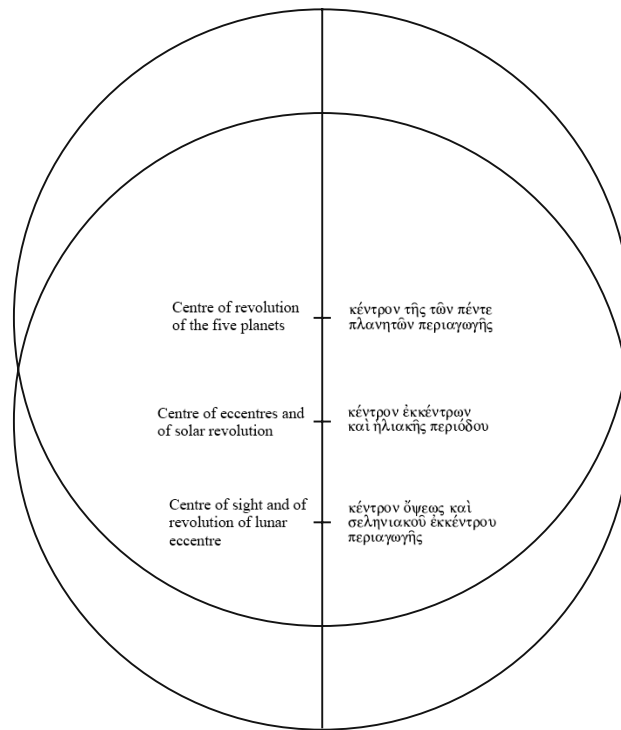 Centre of revolution
of the five planets
κέντρον τῆς τῶν πέντε
πλανητῶν περιαγωγῆς
Centre of eccentres and
of solar revolution
κέντρον ἐκκέντρων
καὶ ἡλιακῆς περιόδου
Centre of sight and of
revolution of lunar
eccentre
κέντρον ὄψεως καὶ
σεληνιακοῦ ἐκκέντρου
περιαγωγῆς